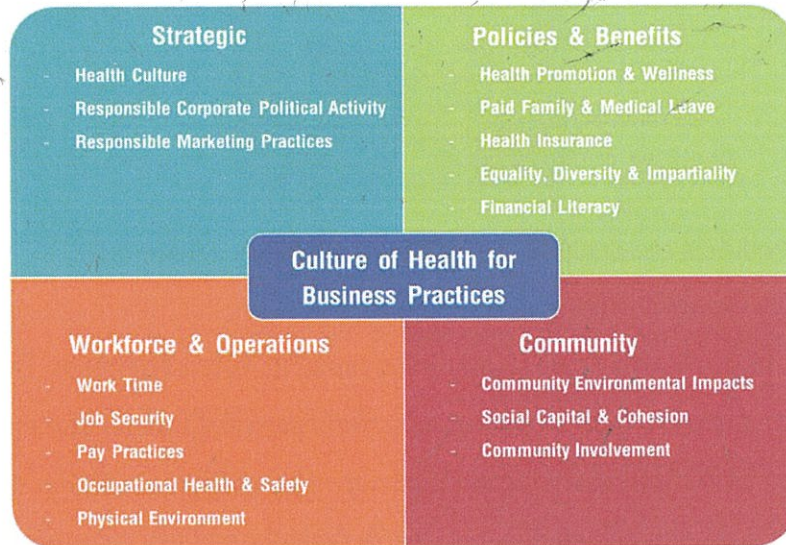 Strategic
- Health Culture
- Responsible Corporate Political Activity
- Responsible Marketing Practices
Policies & Benefits
- Health Promotion & Wellness
- Paid Family & Medical Leave
- Health Insurance
- Equality, Diversity & Impartiality
- Financial Literacy
Culture of Health for
Business Practices
Workforce & Operations
- Work Time
- Job Security
- Pay Practices
- Occupational Health & Safety
- Physical Environment
Community
- Community Environmental Impacts
- Social Capital & Cohesion
- Community Involvement